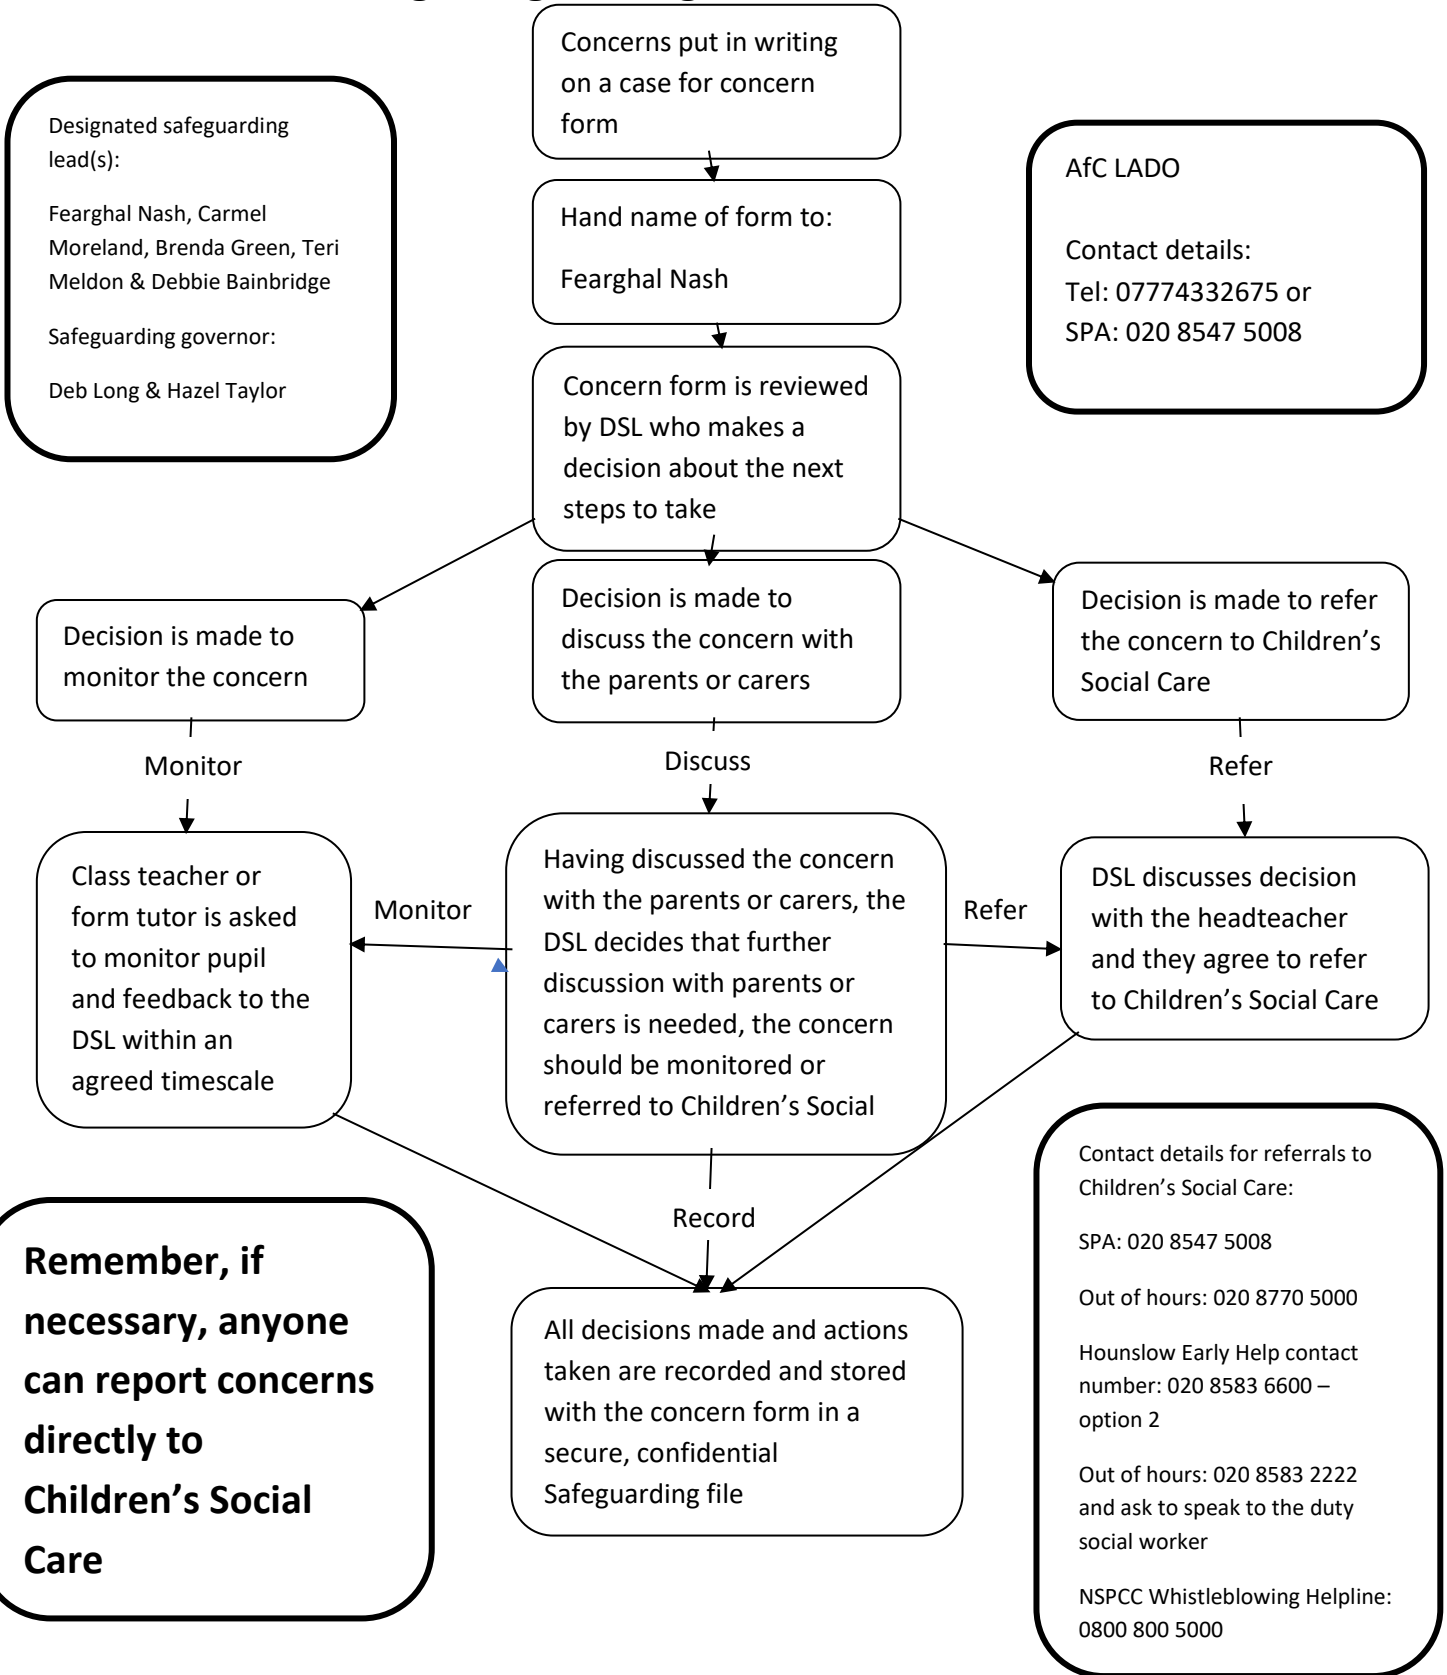 Concerns put in writing
on a case for concern
form
Designated safeguarding
lead(s):
Fearghal Nash, Carmel
Moreland, Brenda Green, Teri
Meldon & Debbie Bainbridge
Safeguarding governor:
Deb Long & Hazel Taylor
AfC LADO
Contact details:
Tel: 07774332675 or
SPA: 020 8547 5008
Hand name of form to:
Fearghal Nash
Concern form is reviewed
by DSL who makes a
decision about the next
steps to take
Decision is made to
monitor the concern
Decision is made to
discuss the concern with
the parents or carers
Decision is made to refer
the concern to Children’s
Social Care
Monitor
Discuss
Refer
Class teacher or
form tutor is asked
to monitor pupil
and feedback to the
DSL within an
agreed timescale
Monitor
Having discussed the concern
with the parents or carers, the
DSL decides that further
discussion with parents or
carers is needed, the concern
should be monitored or
referred to Children’s Social
Refer
DSL discusses decision
with the headteacher
and they agree to refer
to Children’s Social Care
Record
Remember, if
necessary, anyone
can report concerns
directly to
Children’s Social
Care
All decisions made and actions
taken are recorded and stored
with the concern form in a
secure, confidential
Safeguarding file
Contact details for referrals to
Children’s Social Care:
SPA: 020 8547 5008
Out of hours: 020 8770 5000
Hounslow Early Help contact
number: 020 8583 6600 –
option 2
Out of hours: 020 8583 2222
and ask to speak to the duty
social worker
NSPCC Whistleblowing Helpline:
0800 800 5000